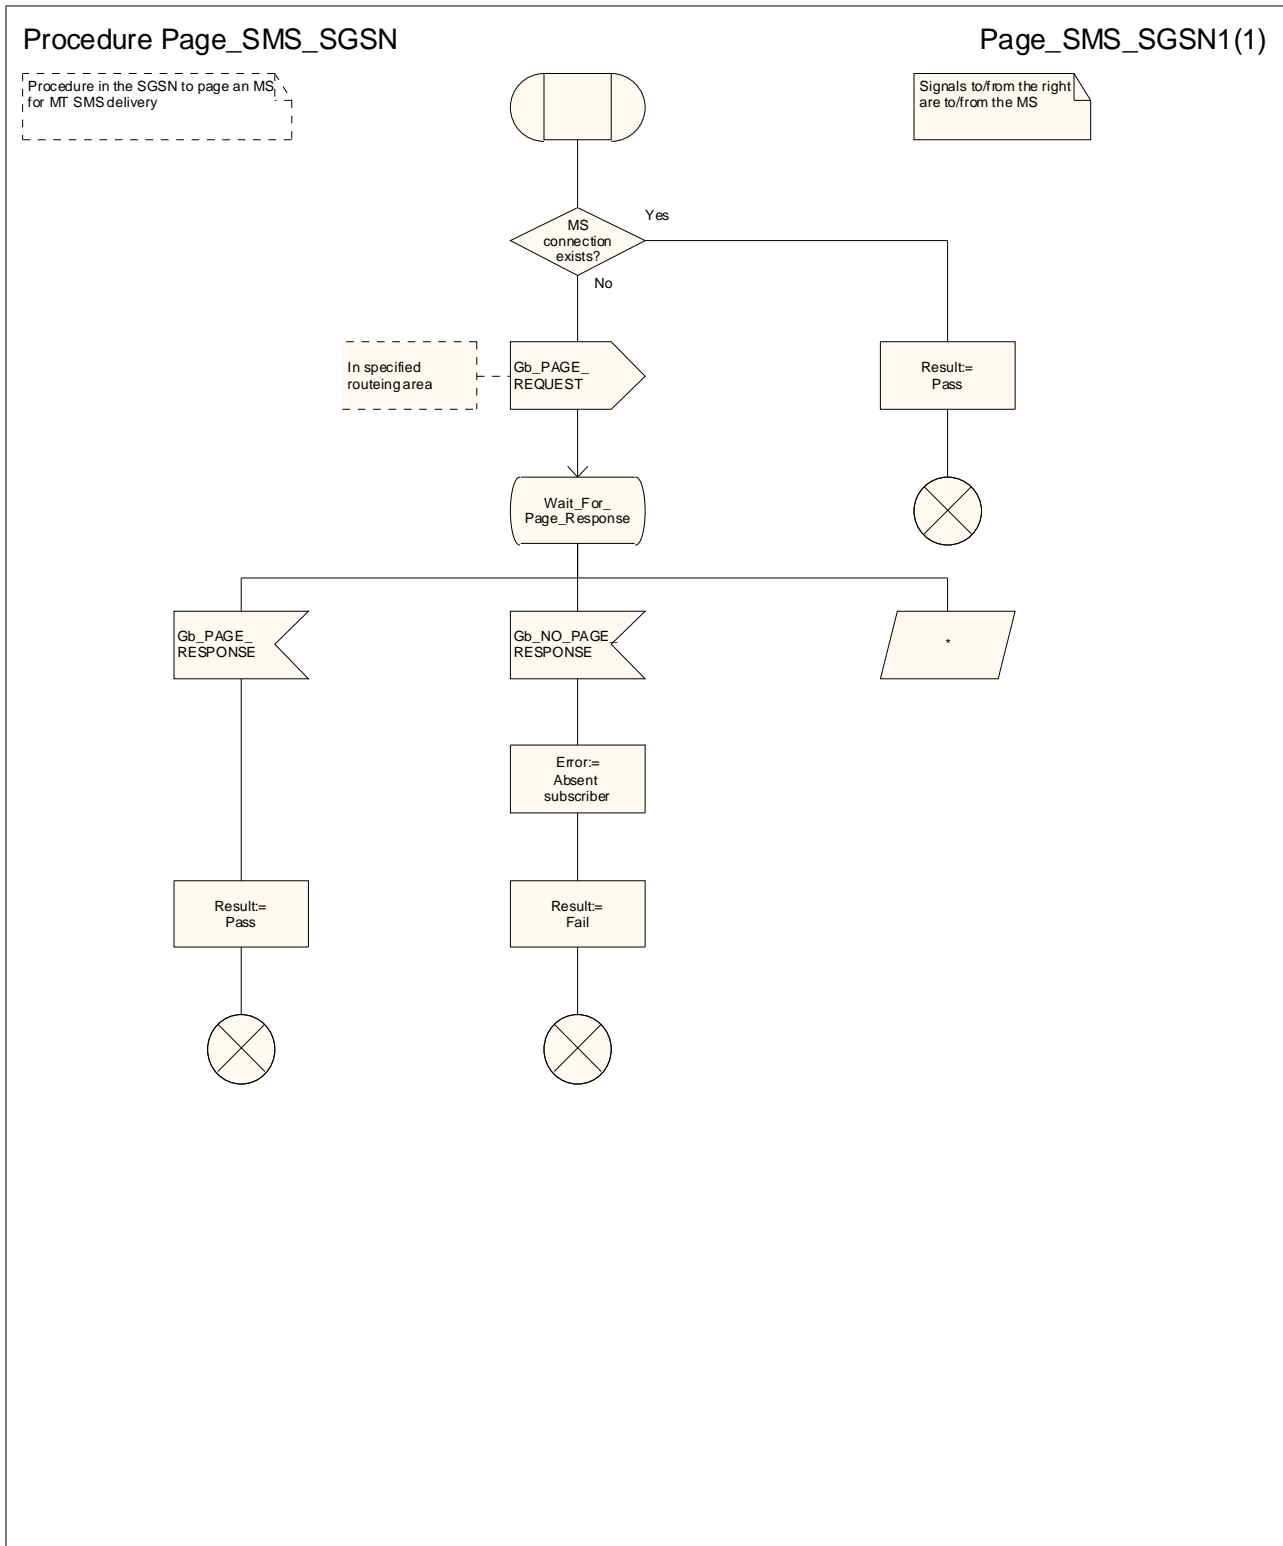 Procedure Page_SMS_SGSN
Page_SMS_SGSN1(1)
Procedure in the SGSN to page an MS
for MT SMS delivery
Signals to/from the right
are to/from the MS
MS
connection
exists?
Yes
No
In specified
routeing area
Gb_PAGE_
REQUEST
Result:=
Pass
Wait_For_
Page_Response
Gb_PAGE_
RESPONSE
Gb_NO_PAGE_
RESPONSE
*
Error:=
Absent
subscriber
Result:=
Pass
Result:=
Fail